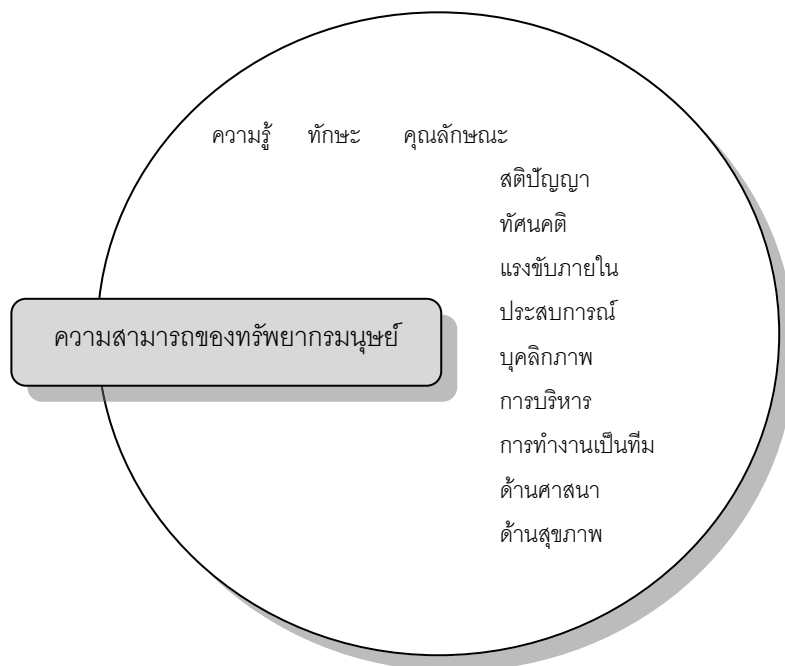 ความรู้ ทักษะ คุณลักษณะ
สติปัญญา
ทัศนคติ
แรงขับภายใน
ประสบการณ์
ความสามารถของทรัพยากรมนุษย์
บุคลิกภาพ
การบริหาร
การทำงานเป็นทีม
ด้านศาสนา
ด้านสุขภาพ